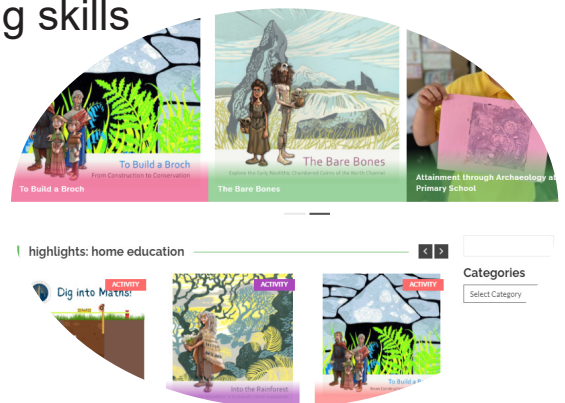 g skills
To Build a Broch
From Construction to Conservation
To Build a Broch
The Bare Bones
Explore the Early Neolithic Chambered Cairns of the North Channel
The Bare Bones
Attainment through Archaeology at
Primary School
highlights: home education
Categories
Select Category
ACTIVITY
Dig into Maths!
ACTIVITY
Into the Rainforest
ACTIVITY
To Build a